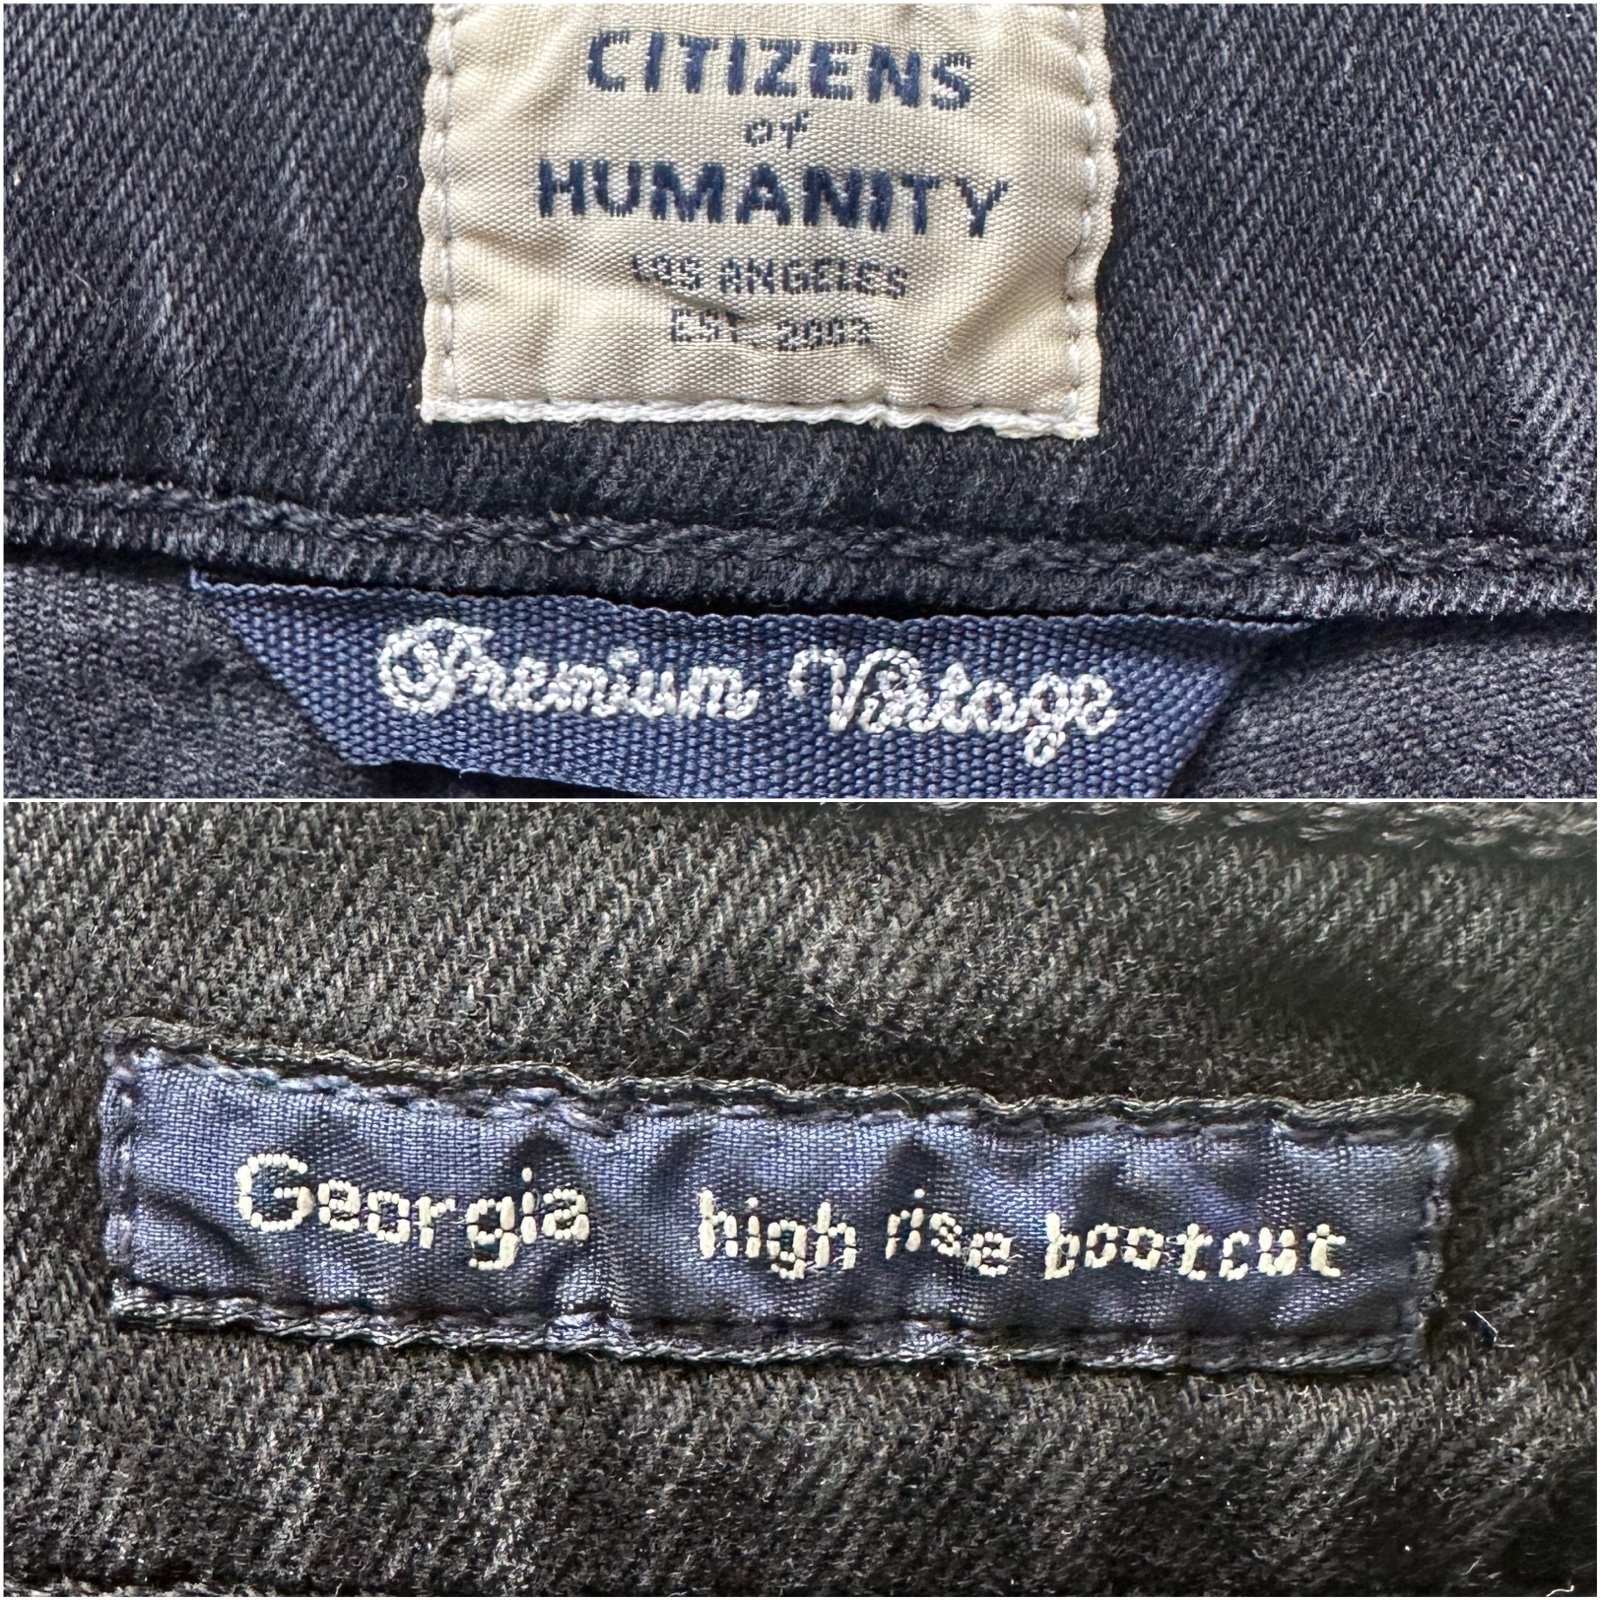 CITIZENS
of
HUMANITY
LOS ANGELES
EST. 2003
Premium Vintage
Georgia high rise bootcut